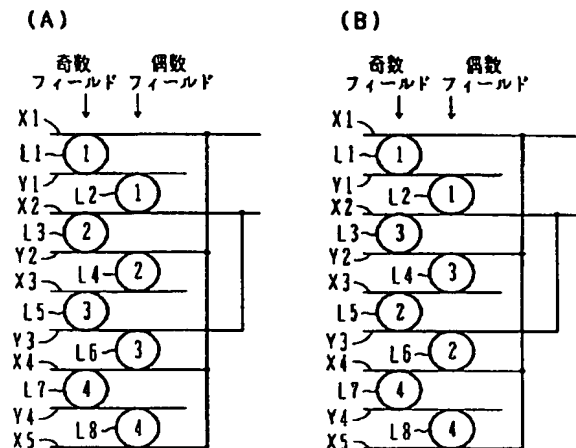 (A)
奇数 偶数
フィールド フィールド
X1
L1 1
Y1
L2 1
X2
L3 2
Y2
L4 2
X3
L5 3
Y3
L6 3
X4
L7 4
Y4
L8 4
X5
(B)
奇数 偶数
フィールド フィールド
X1
L1 1
Y1
L2 1
X2
L3 3
Y2
L4 3
X3
L5 2
Y3
L6 2
X4
L7 4
Y4
L8 4
X5